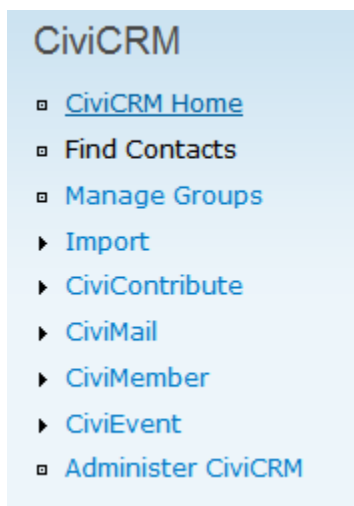 CiviCRM
CiviCRM Home
Find Contacts
Manage Groups
Import
CiviContribute
CiviMail
CiviMember
CiviEvent
Administer CiviCRM